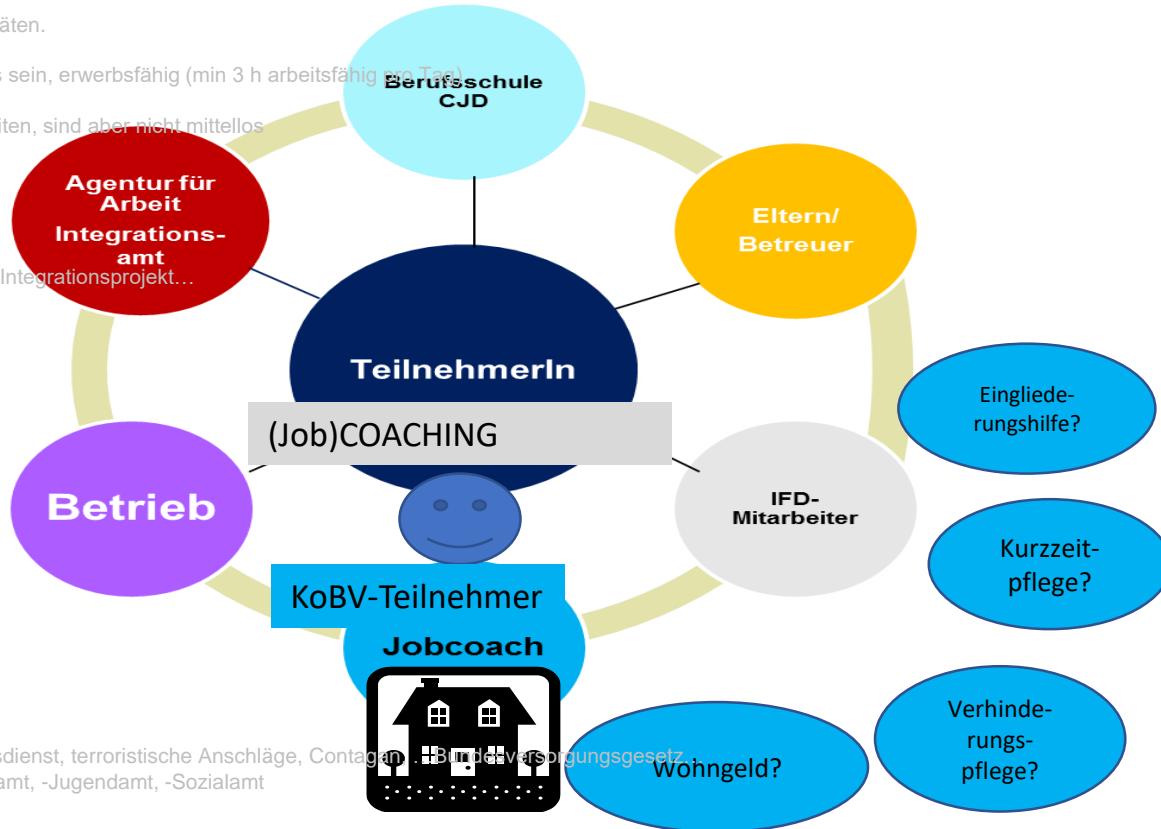 äten.
s sein, erwerbsfähig (min 3 h arbeitsfähig pro Tag)
Berufsschule
CJD
iten, sind aber nicht mittellos
Agentur für
Arbeit
Integrations-
amt
Eltern/
Betreuer
Integrationsprojekt...
TeilnehmerIn
(Job)COACHING
Eingliede-
rungshilfe?
Betrieb
IFD-
Mitarbeiter
Kurzzeit-
pflege?
KoBV-Teilnehmer
Jobcoach
Verhinde-
rungs-
pflege?
sdienst, terroristische Anschläge, Contagan, ... Bundesversorgungsgesetz...
amt, -Jugendamt, -Sozialamt
Wohngeld?